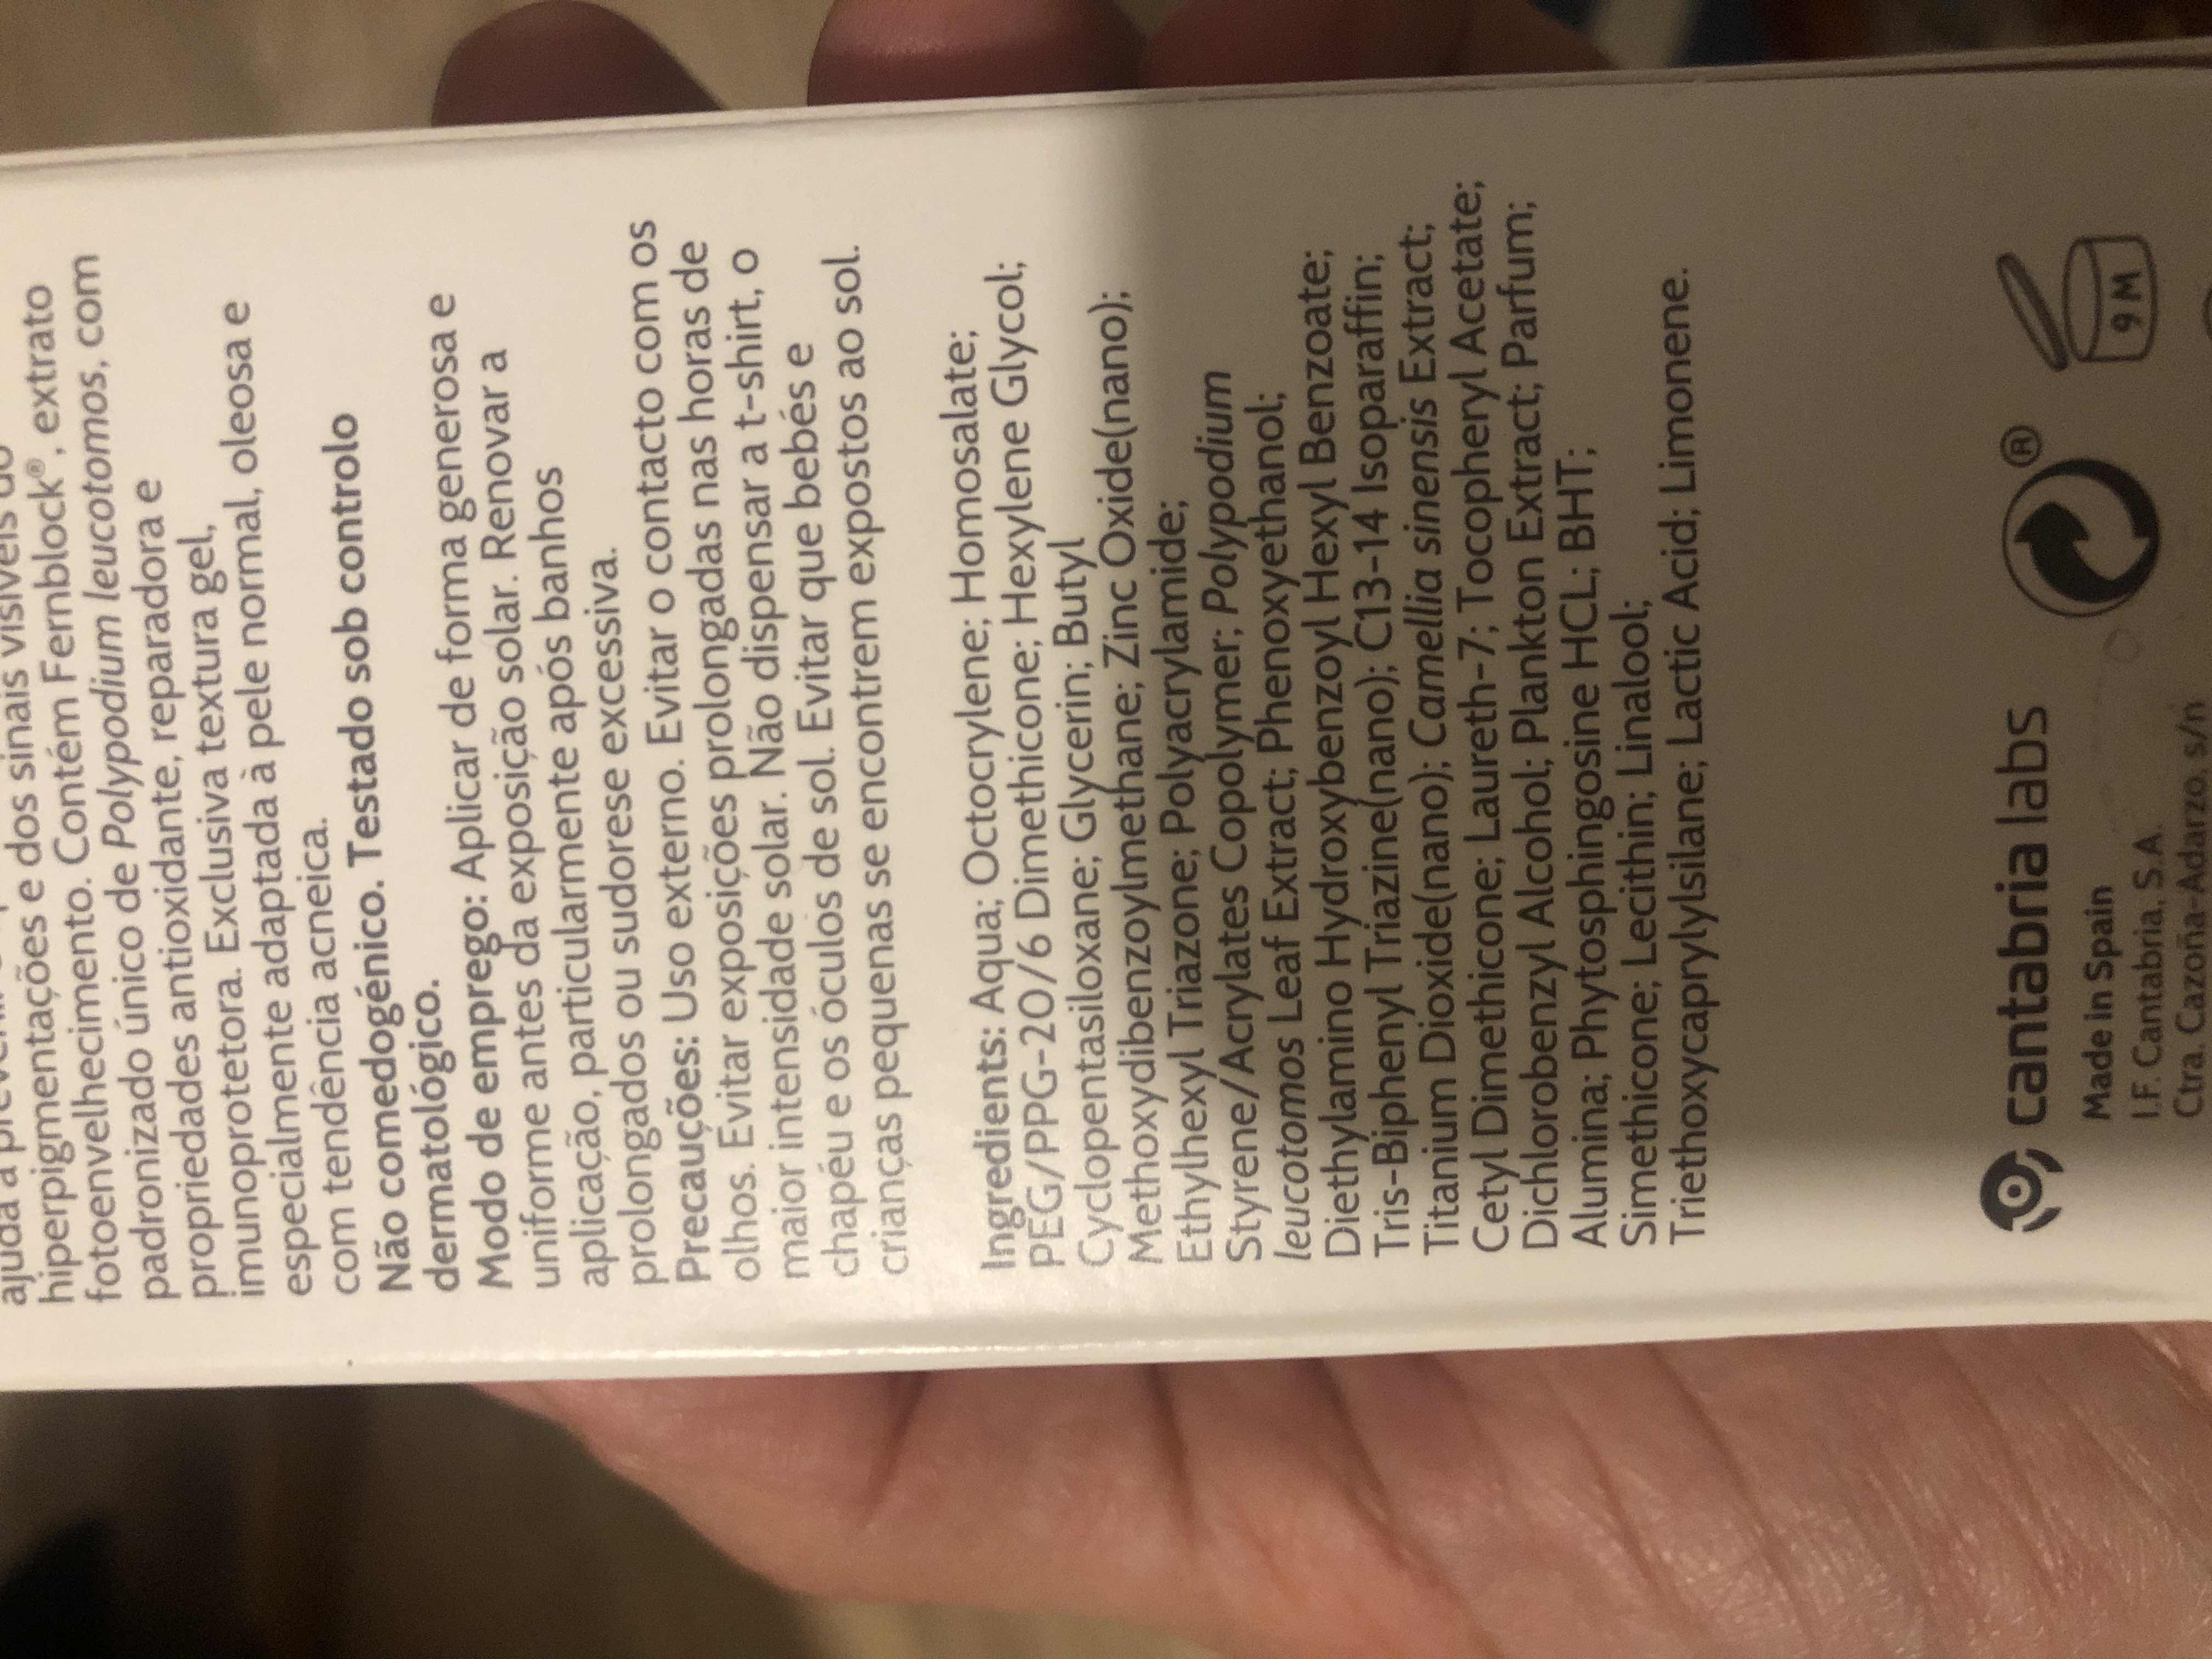 ajuda a
hiperpigmentações e dos sinais visíveis do
fotoenvelhecimento. Contém Fernblock®, extrato
padronizado único de Polypodium leucotomos, com
propriedades antioxidante, reparadora e
imunoprotetora. Exclusiva textura gel,
especialmente adaptada à pele normal, oleosa e
com tendência acneica.
Não comedogénico. Testado sob controlo
dermatológico.
Modo de emprego: Aplicar de forma generosa e
uniforme antes da exposição solar. Renovar a
aplicação, particularmente após banhos
prolongados ou sudorese excessiva.
Precauções: Uso externo. Evitar o contacto com os
olhos. Evitar exposições prolongadas nas horas de
maior intensidade solar. Não dispensar a t-shirt, o
chapéu e os óculos de sol. Evitar que bebés e
crianças pequenas se encontrem expostos ao sol.
Ingredients: Aqua; Octocrylene; Homosalate;
PEG/PPG-20/6 Dimethicone; Hexylene Glycol;
Cyclopentasiloxane; Glycerin; Butyl
Methoxydibenzoylmethane; Zinc Oxide(nano);
Ethylhexyl Triazone; Polyacrylamide;
Styrene/Acrylates Copolymer; Polypodium
leucotomos Leaf Extract; Phenoxyethanol;
Diethylamino Hydroxybenzoyl Hexyl Benzoate;
Tris-Biphenyl Triazine(nano); C13-14 Isoparaffin;
Titanium Dioxide(nano); Camellia sinensis Extract;
Cetyl Dimethicone; Laureth-7; Tocopheryl Acetate;
Dichlorobenzyl Alcohol; Plankton Extract; Parfum;
Alumina; Phytosphingosine HCL; BHT;
Simethicone; Lecithin; Linalool;
Triethoxycaprylylsilane; Lactic Acid; Limonene.
cantabria labs
®
9 M
Made in Spain
I.F. Cantabria, S.A.
Ctra. Cazoña-Adarzo, s/n